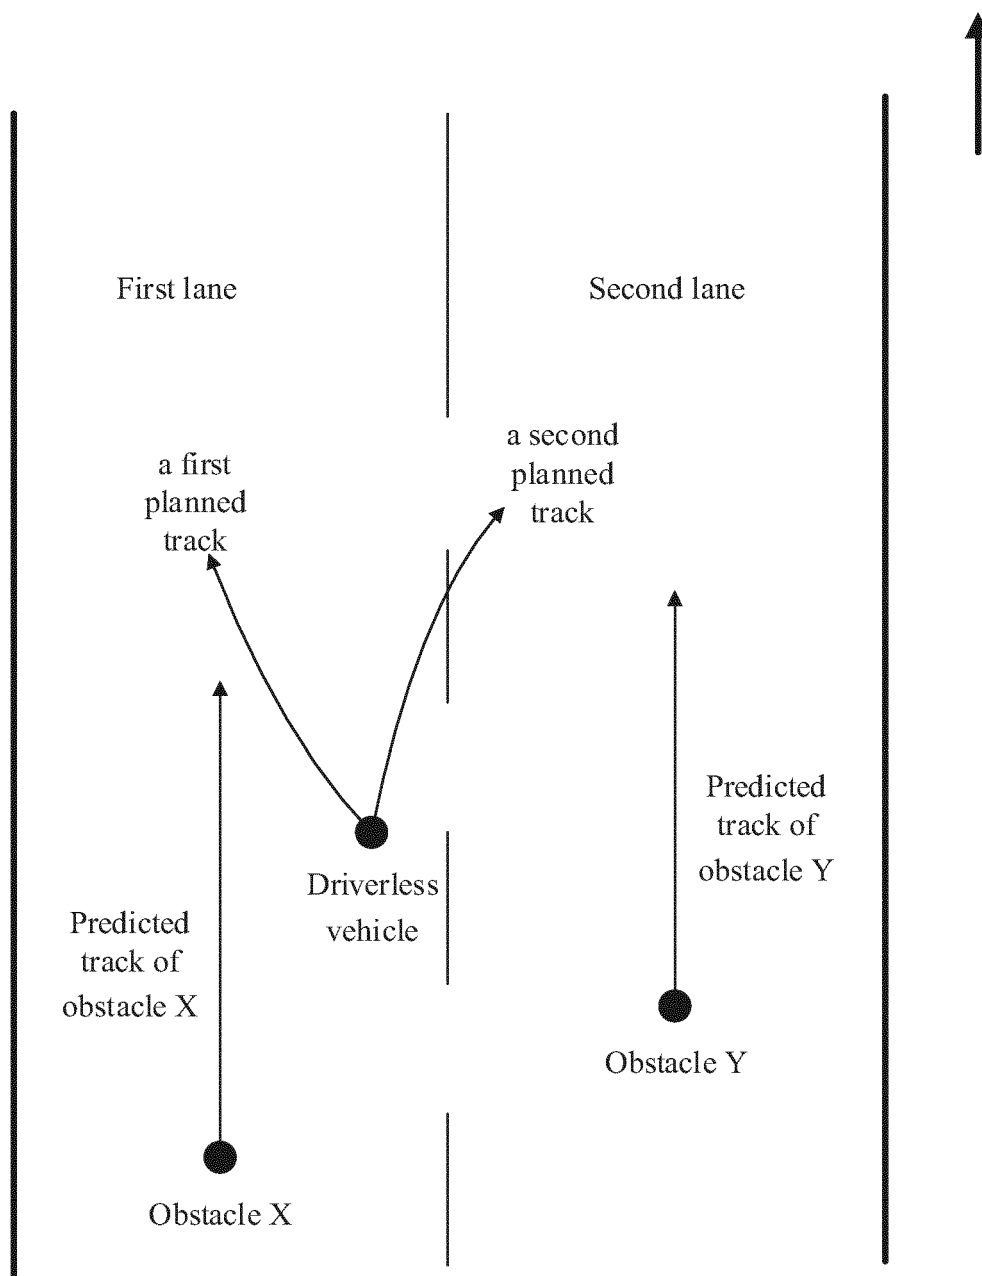 First lane
Second lane
a first
planned
track
a second
planned
track
Driverless
vehicle
Predicted
track of
obstacle X
Predicted
track of
obstacle Y
Obstacle Y
Obstacle X